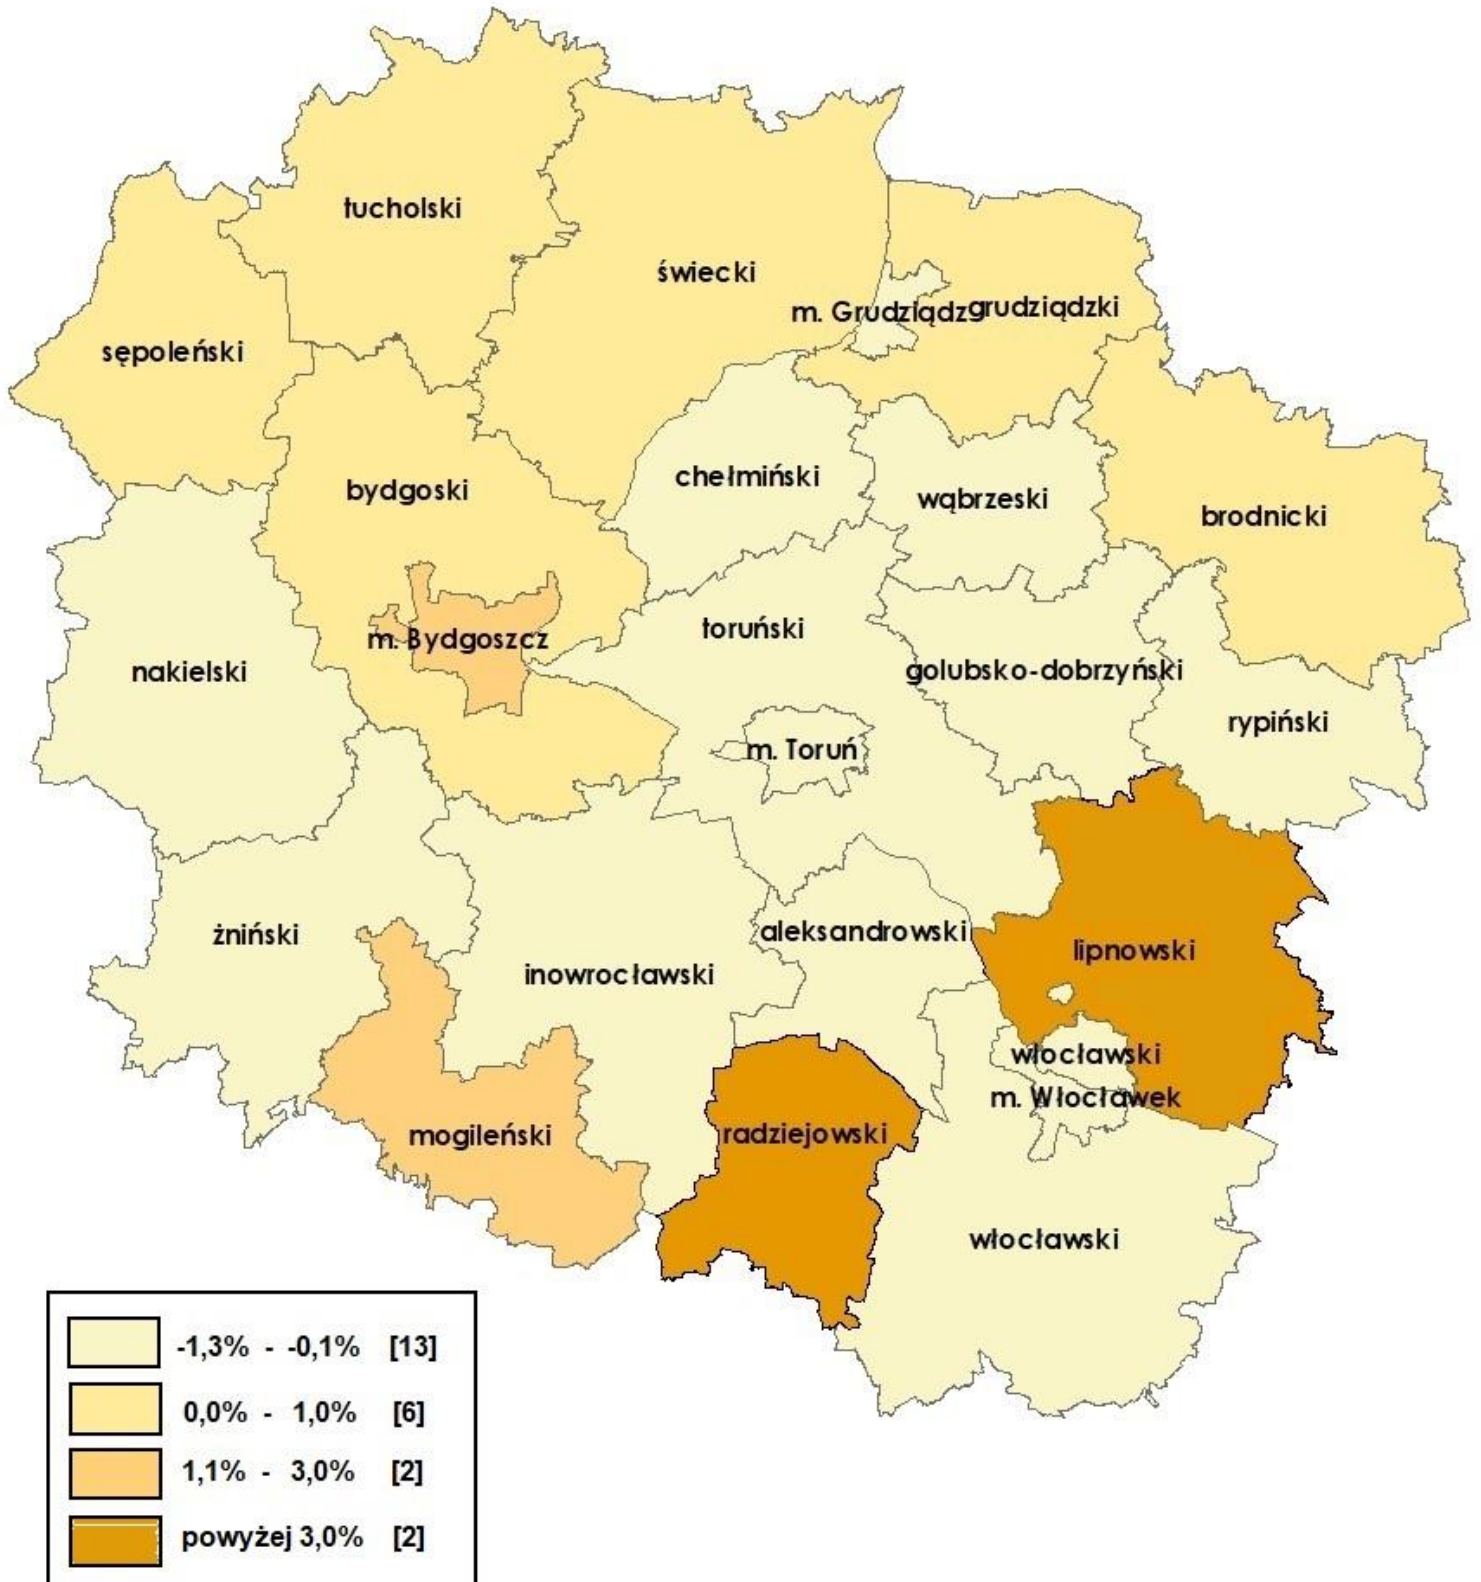 tucholski
świecki
m. Grudziądz
grudziądzki
sępoleński
chełmiński
bydgoski
wąbrzeski
brodnicki
toruński
m. Bydgoszcz
nakielski
golubsko-dobrzyński
rypiński
m. Toruń
żniński
aleksandrowski
lipnowski
inowrocławski
włocławski
m. Włocławek
mogileński
radziejowski
włocławski
-1,3% - -0,1% [13]
0,0% - 1,0% [6]
1,1% - 3,0% [2]
powyżej 3,0% [2]